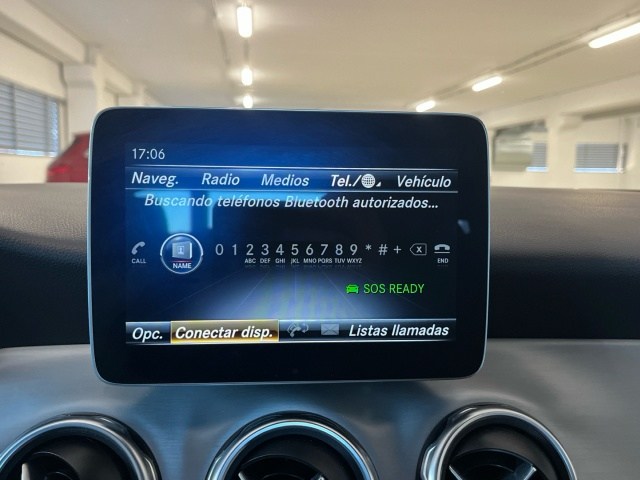 17:06
Naveg. Radio Medios Tel./ Vehículo
Buscando teléfonos Bluetooth autorizados...
0 1 2 3 4 5 6 7 8 9 * # +
CALL NAME ABC DEF GHI JKL MNO PQRS TUV WXYZ END
SOS READY
Opc. Conectar disp. Listas llamadas